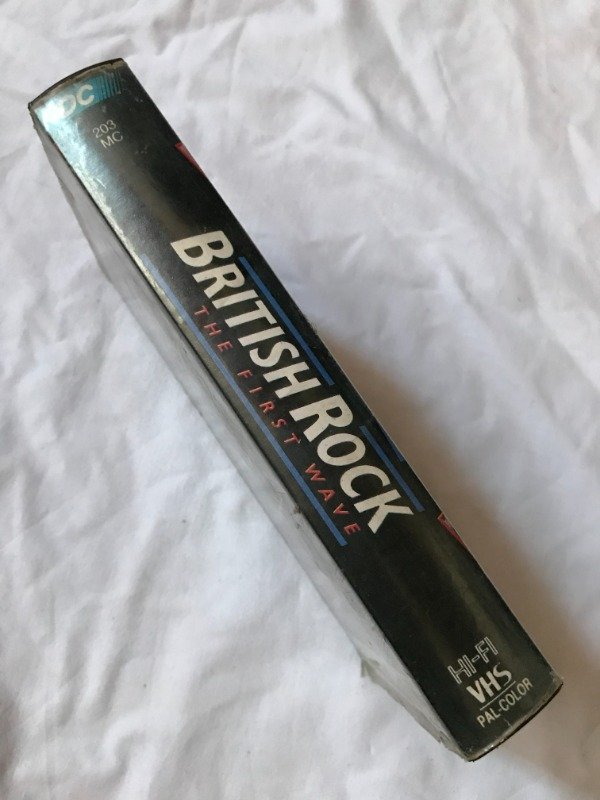 DC
203
MC
BRITISH ROCK
THE FIRST WAVE
HI-FI
VHS
PAL-COLOR